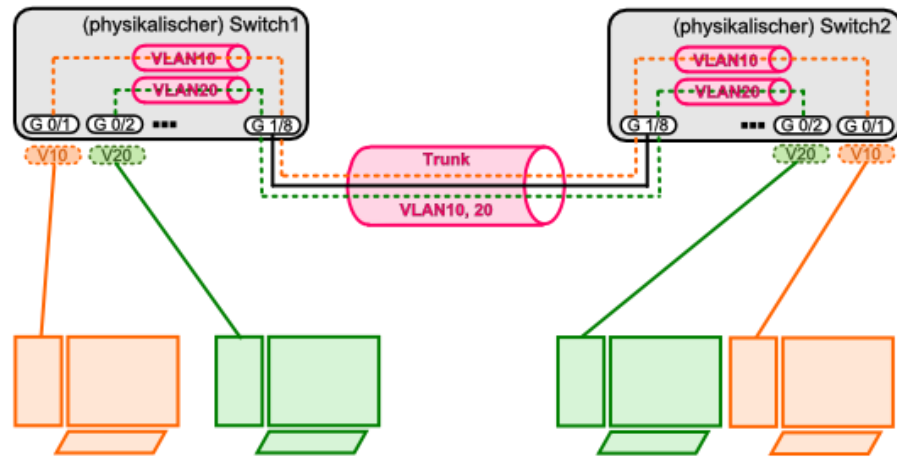 (physikalischer) Switch1
VLAN10
VLAN20
G 0/1 G 0/2 ... G 1/8
V10 V20
(physikalischer) Switch2
VLAN10
VLAN20
G 1/8 ... G 0/2 G 0/1
V20 V10
Trunk
VLAN10, 20